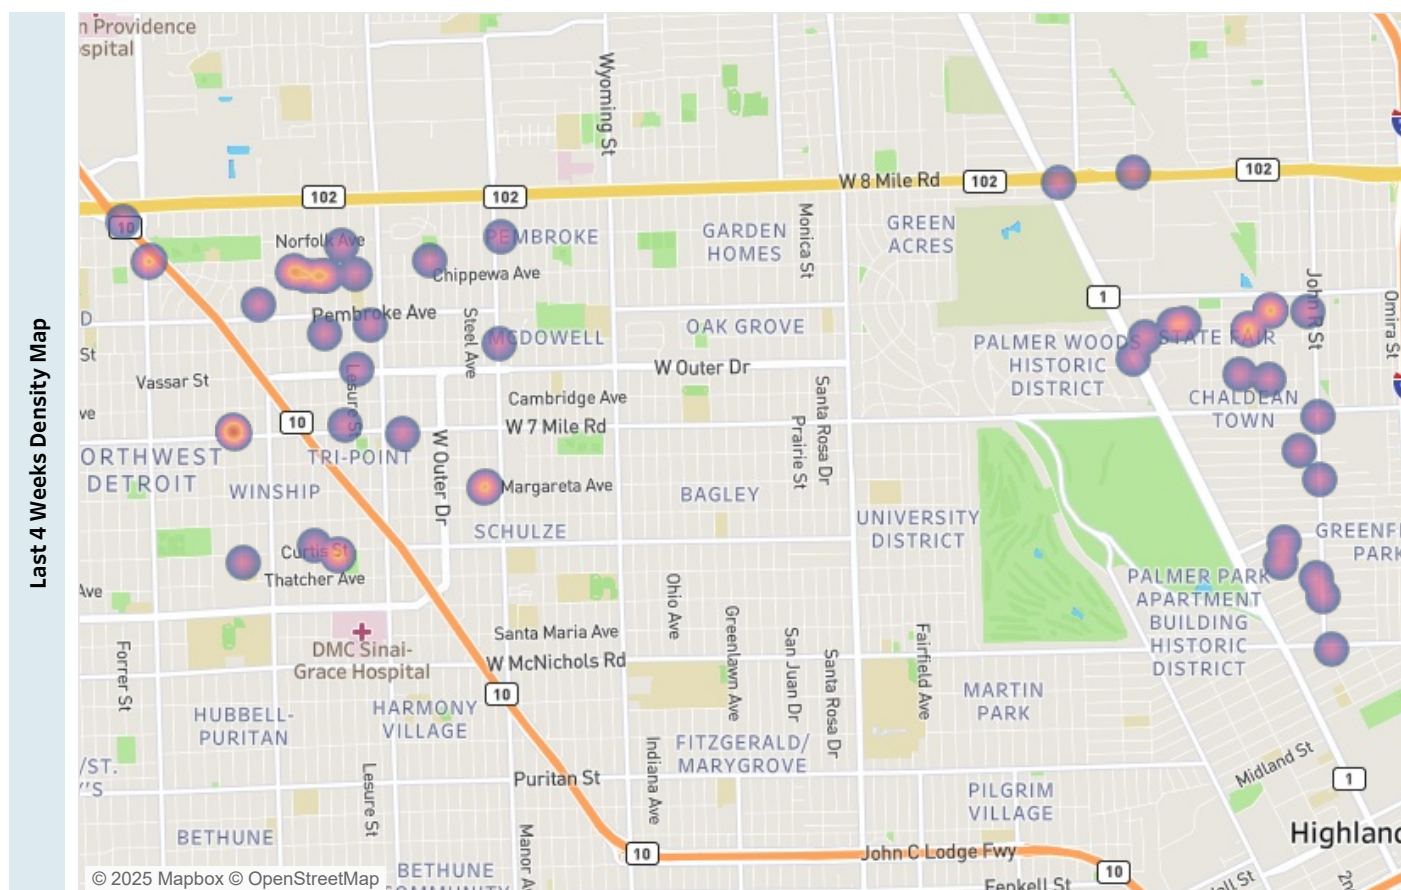 Last 4 Weeks Density Map
n Providence
spital
Wyoming St
102
102
W 8 Mile Rd
102
102
10
Norfolk Ave
PEMBROKE
Chippewa Ave
GARDEN
HOMES
Monica St
GREEN
ACRES
1
John R St
Omira St
D
Pembroke Ave
Steel Ave
MCDOWELL
OAK GROVE
PALMER WOODS
HISTORIC
DISTRICT
STATE FAIR
St
Vassar St
Lesure St
W Outer Dr
Cambridge Ave
W 7 Mile Rd
Santa Rosa Dr
Prairie St
CHALDEAN
TOWN
ve
10
ORTHWEST
DETROIT
TRI-POINT
WINSHIP
W Outer Dr
Margareta Ave
BAGLEY
SCHULZE
UNIVERSITY
DISTRICT
GREENF
PARK
Curtis St
Thatcher Ave
Ave
PALMER PARK
APARTMENT
BUILDING
HISTORIC
DISTRICT
Ohio Ave
Greenlawn Ave
San Juan Dr
Santa Rosa Dr
Fairfield Ave
Santa Maria Ave
W McNichols Rd
DMC Sinai-
Grace Hospital
Forrer St
10
MARTIN
PARK
HUBBELL-
PURITAN
HARMONY
VILLAGE
FITZGERALD/
MARYGROVE
Indiana Ave
Puritan St
/ST.
Y'S
Lesure St
PILGRIM
VILLAGE
Midland St
1
BETHUNE
Manor A
10
John C Lodge Fwy
10
Highland
BETHUNE
COMMUNITY
Fenkell St
© 2025 Mapbox © OpenStreetMap